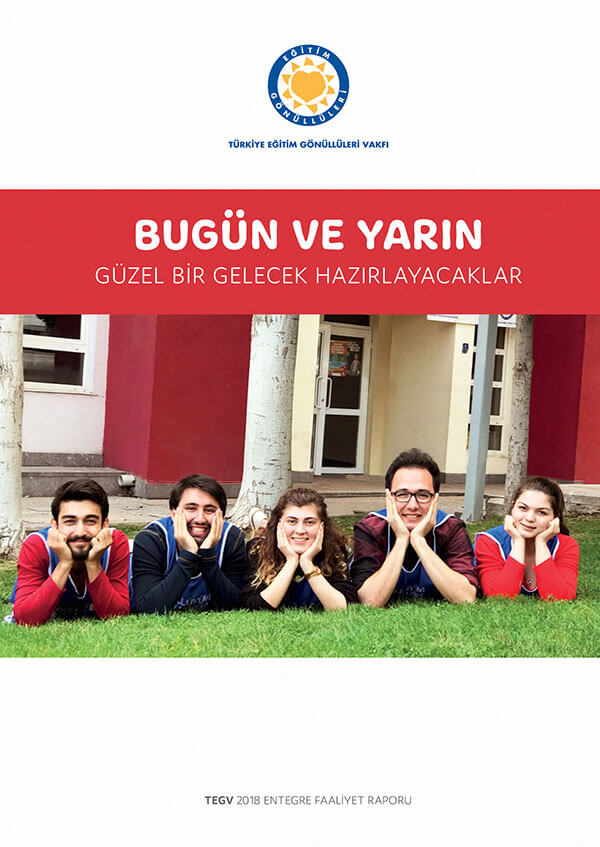 EĞİTİM
GÖNÜLLÜLERİ
TÜRKİYE EĞİTİM GÖNÜLLÜLERİ VAKFI
BUGÜN VE YARIN
GÜZEL BİR GELECEK HAZIRLAYACAKLAR
TEGV 2018 ENTEGRE FAALİYET RAPORU